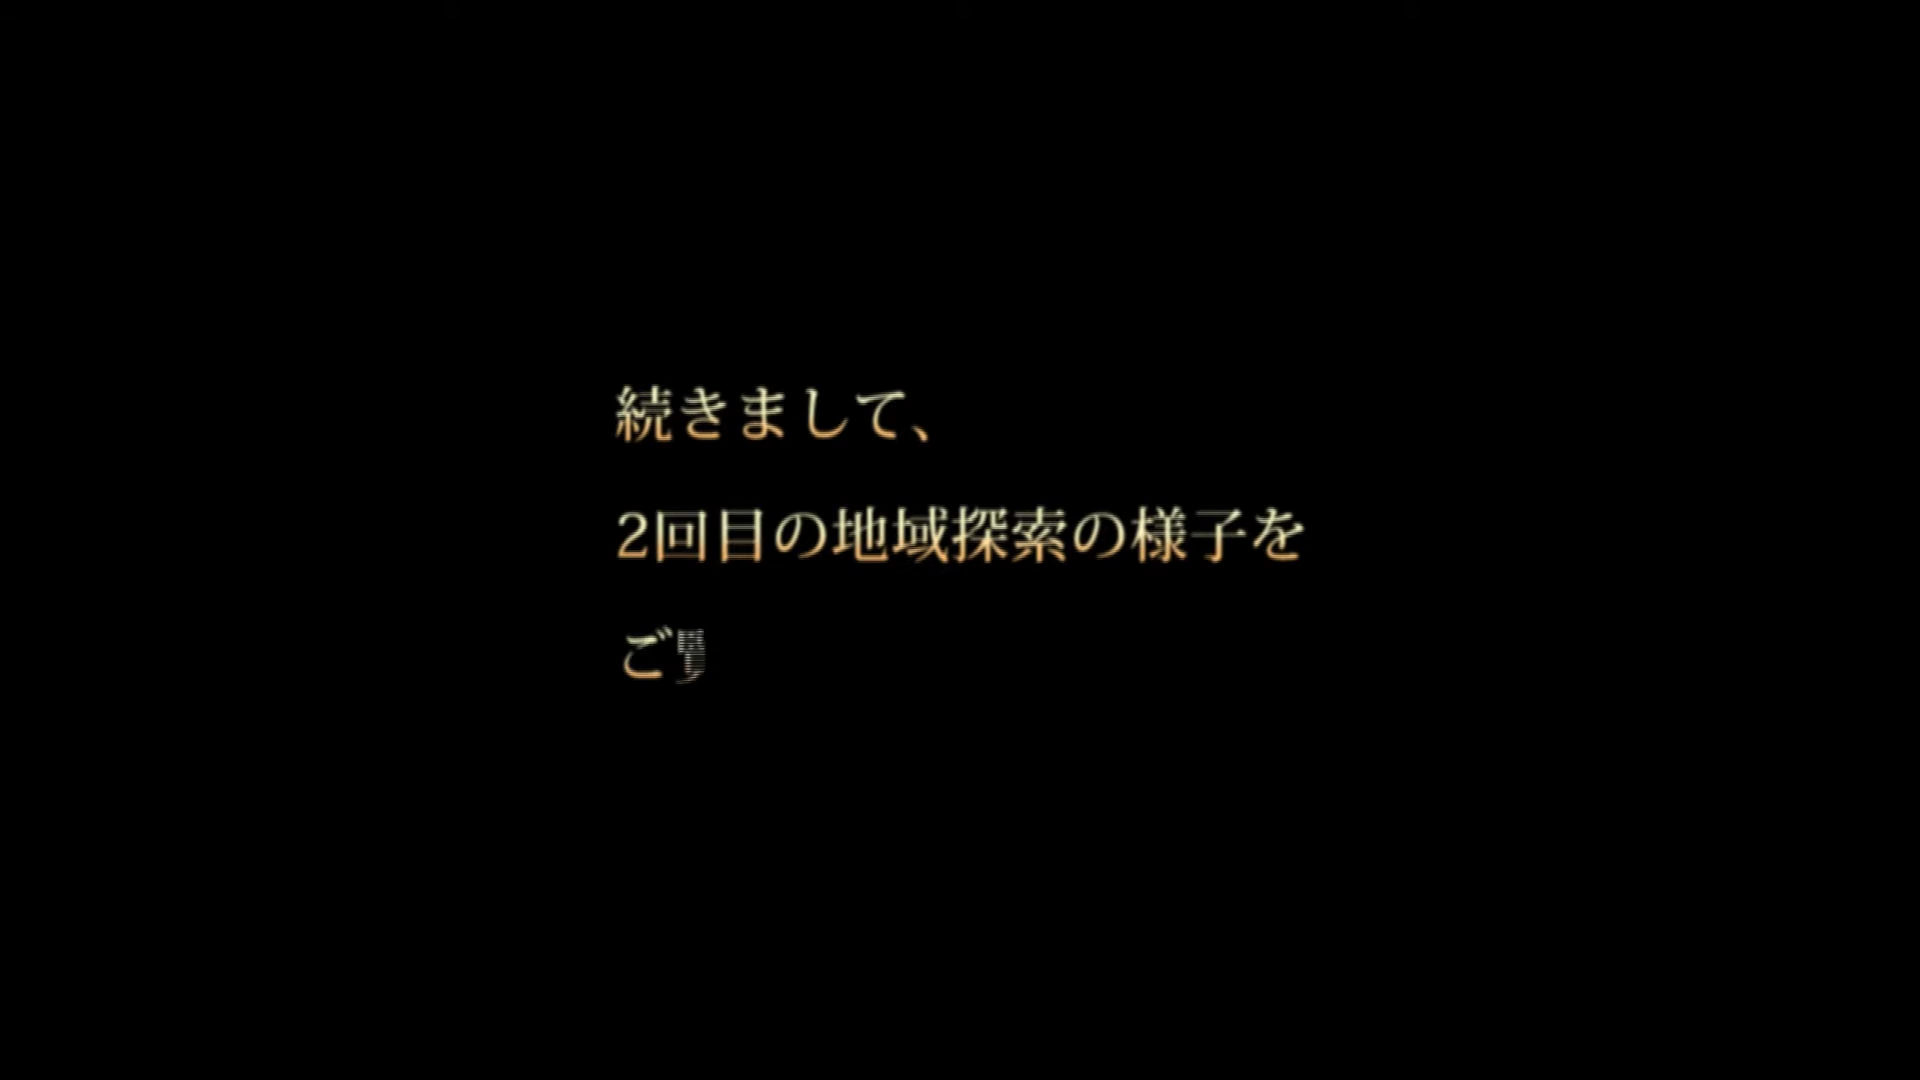 続きまして、
2回目の地域探索の様子を
ご